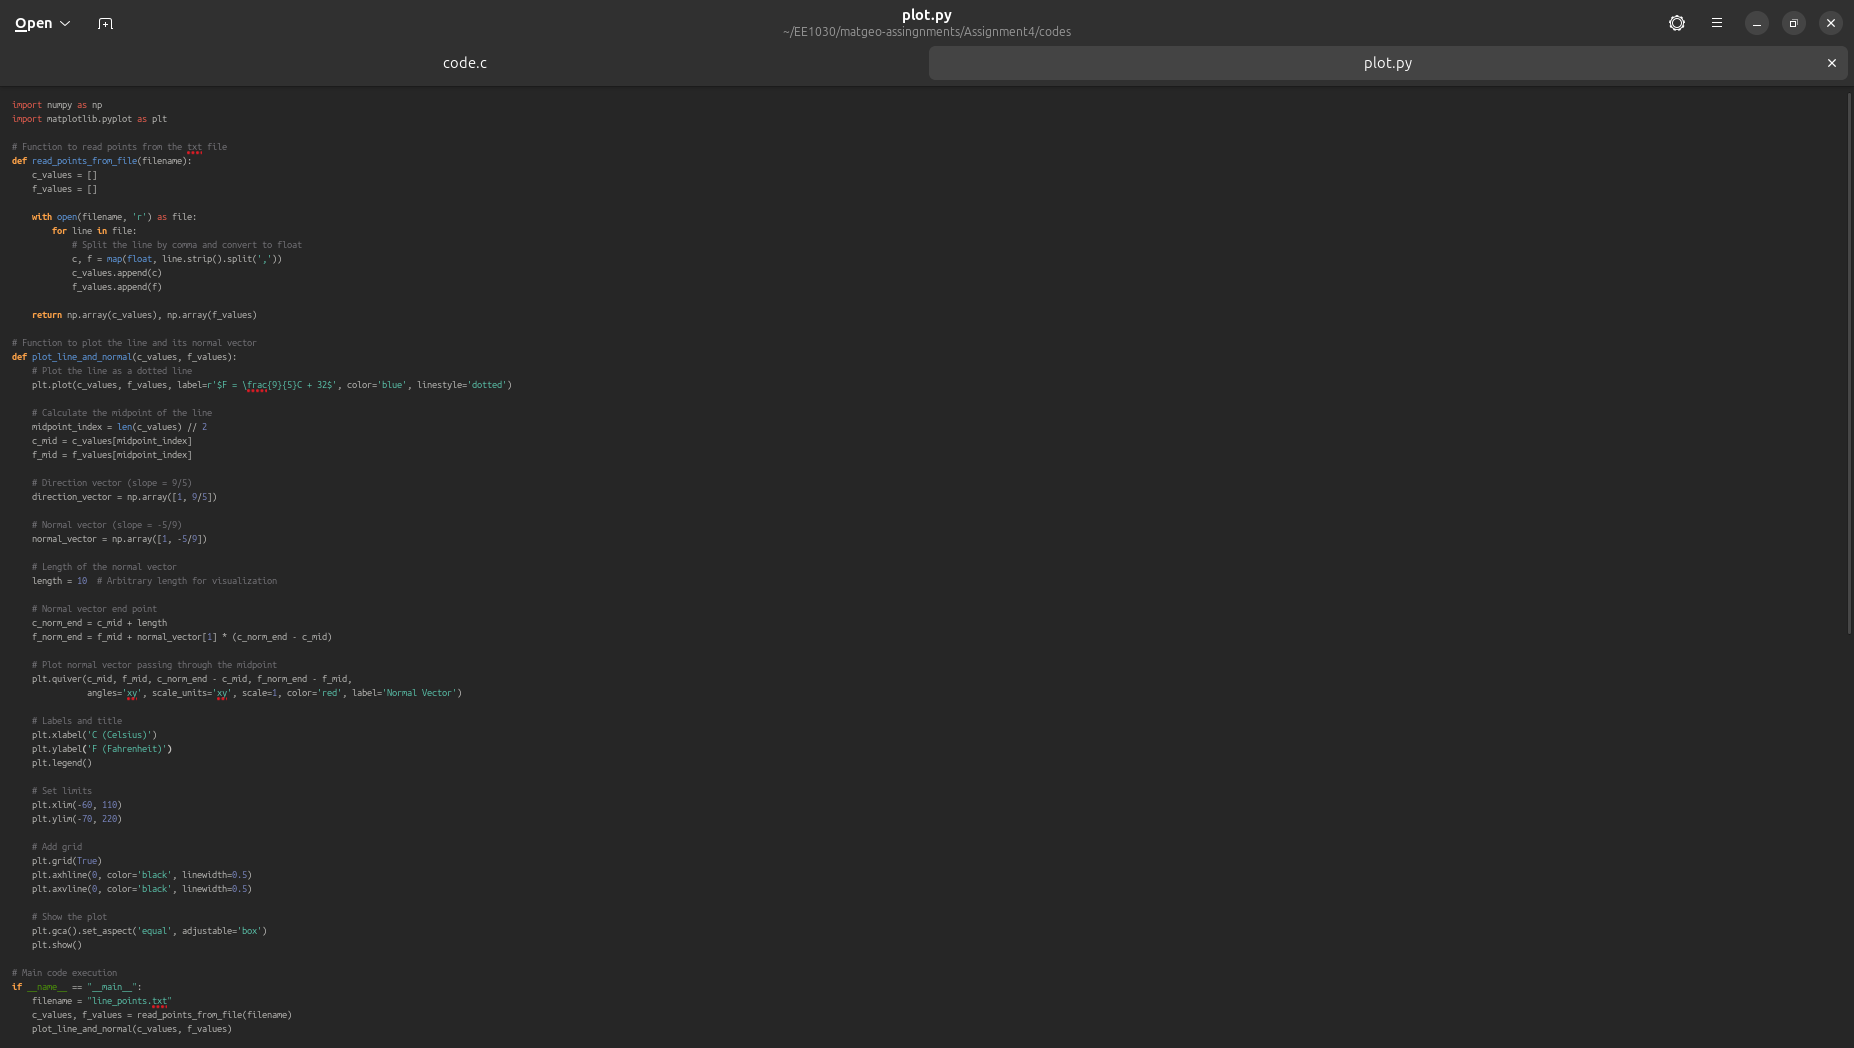 Open
plot.py
~/EE1030/matgeo-assingnments/Assignment4/codes
code.c
plot.py
import numpy as np
import matplotlib.pyplot as plt
# Function to read points from the txt file
def read_points_from_file(filename):
    c_values = []
    f_values = []
    with open(filename, 'r') as file:
        for line in file:
            # Split the line by comma and convert to float
            c, f = map(float, line.strip().split(','))
            c_values.append(c)
            f_values.append(f)
    return np.array(c_values), np.array(f_values)
# Function to plot the line and its normal vector
def plot_line_and_normal(c_values, f_values):
    # Plot the line as a dotted line
    plt.plot(c_values, f_values, label=r'$F = \frac{9}{5}C + 32$', color='blue', linestyle='dotted')
    # Calculate the midpoint of the line
    midpoint_index = len(c_values) // 2
    c_mid = c_values[midpoint_index]
    f_mid = f_values[midpoint_index]
    # Direction vector (slope = 9/5)
    direction_vector = np.array([1, 9/5])
    # Normal vector (slope = -5/9)
    normal_vector = np.array([1, -5/9])
    # Length of the normal vector
    length = 10  # Arbitrary length for visualization
    # Normal vector end point
    c_norm_end = c_mid + length
    f_norm_end = f_mid + normal_vector[1] * (c_norm_end - c_mid)
    # Plot normal vector passing through the midpoint
    plt.quiver(c_mid, f_mid, c_norm_end - c_mid, f_norm_end - f_mid,
               angles='xy', scale_units='xy', scale=1, color='red', label='Normal Vector')
    # Labels and title
    plt.xlabel('C (Celsius)')
    plt.ylabel('F (Fahrenheit)')
    plt.legend()
    # Set limits
    plt.xlim(-60, 110)
    plt.ylim(-70, 220)
    # Add grid
    plt.grid(True)
    plt.axhline(0, color='black', linewidth=0.5)
    plt.axvline(0, color='black', linewidth=0.5)
    # Show the plot
    plt.gca().set_aspect('equal', adjustable='box')
    plt.show()
# Main code execution
if __name__ == "__main__":
    filename = "line_points.txt"
    c_values, f_values = read_points_from_file(filename)
    plot_line_and_normal(c_values, f_values)